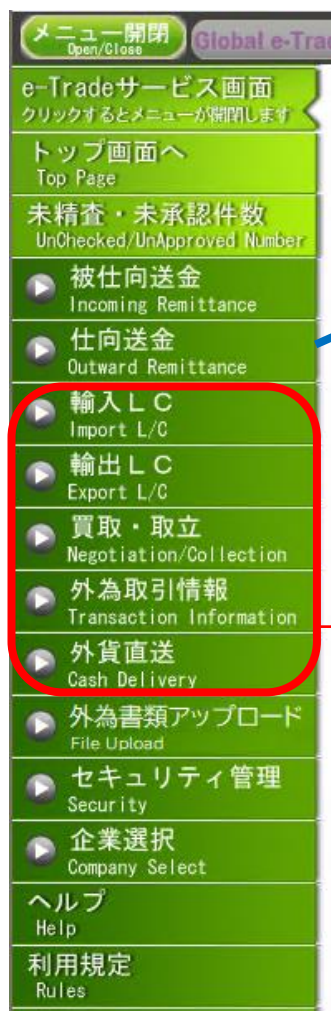 メニュー開閉
Open/Close
Global e-Tra
e-Tradeサービス画面
クリックするとメニューが開閉します
トップ画面へ
Top Page
未精査・未承認件数
UnChecked/UnApproved Number
被仕向送金
Incoming Remittance
仕向送金
Outward Remittance
輸入ＬＣ
Import L/C
輸出ＬＣ
Export L/C
買取・取立
Negotiation/Collection
外為取引情報
Transaction Information
外貨直送
Cash Delivery
外為書類アップロード
File Upload
セキュリティ管理
Security
企業選択
Company Select
ヘルプ
Help
利用規定
Rules